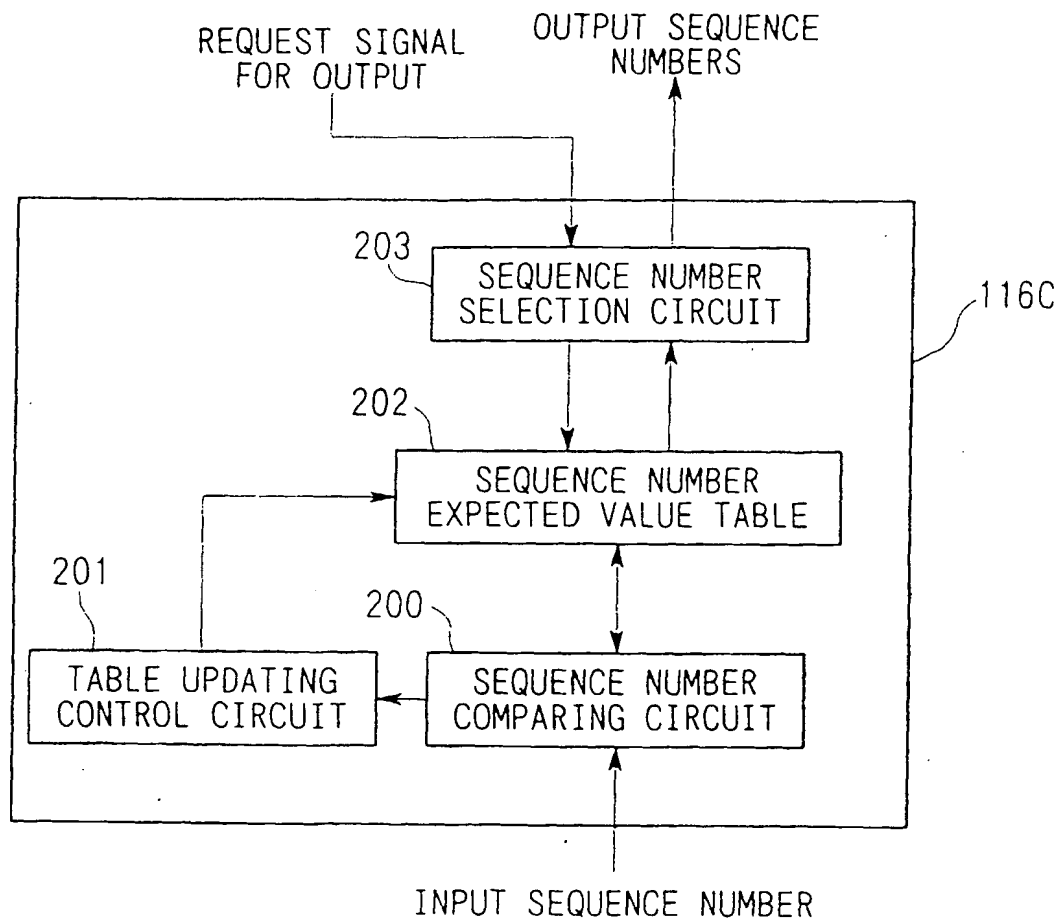 REQUEST SIGNAL
FOR OUTPUT
OUTPUT SEQUENCE
NUMBERS
203
SEQUENCE NUMBER
SELECTION CIRCUIT
116C
202
SEQUENCE NUMBER
EXPECTED VALUE TABLE
201
TABLE UPDATING
CONTROL CIRCUIT
200
SEQUENCE NUMBER
COMPARING CIRCUIT
INPUT SEQUENCE NUMBER